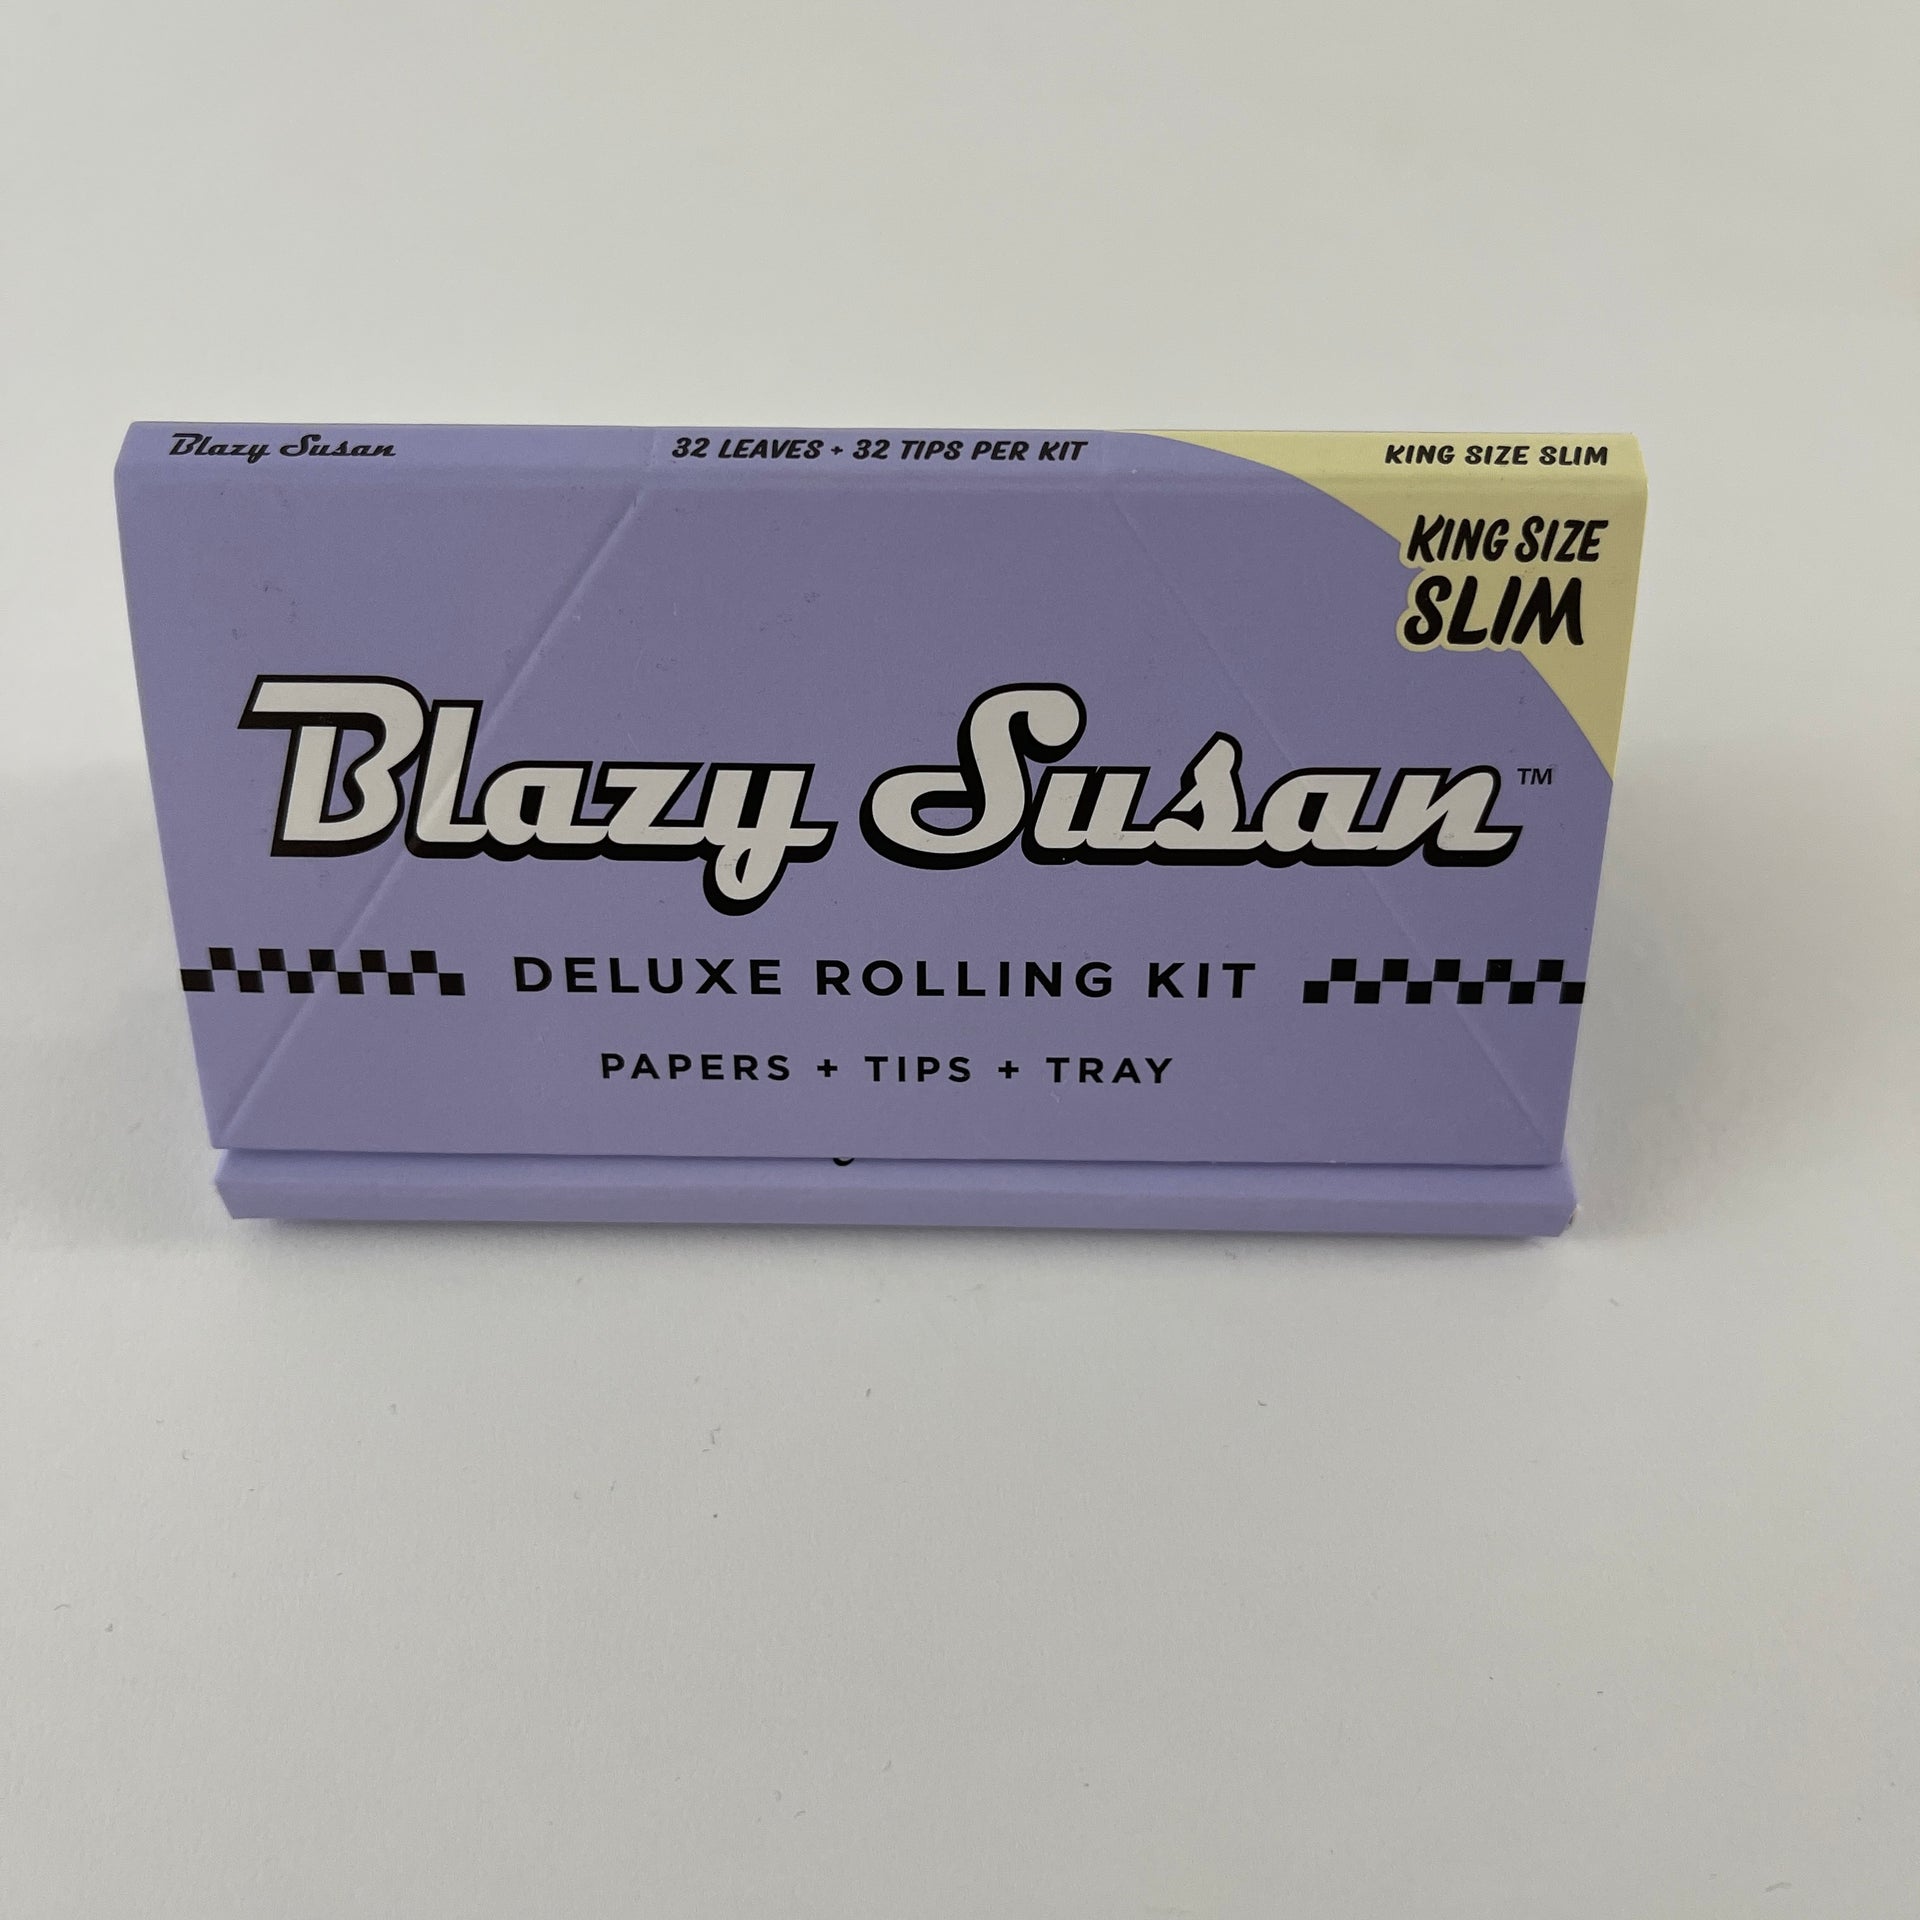 Blazy Susan
32 LEAVES + 32 TIPS PER KIT
KING SIZE SLIM
KING SIZE
SLIM
Blazy Susan™
DELUXE ROLLING KIT
PAPERS + TIPS + TRAY